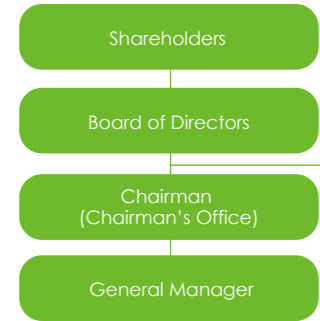 Shareholders
Board of Directors
Chairman
(Chairman’s Office)
General Manager